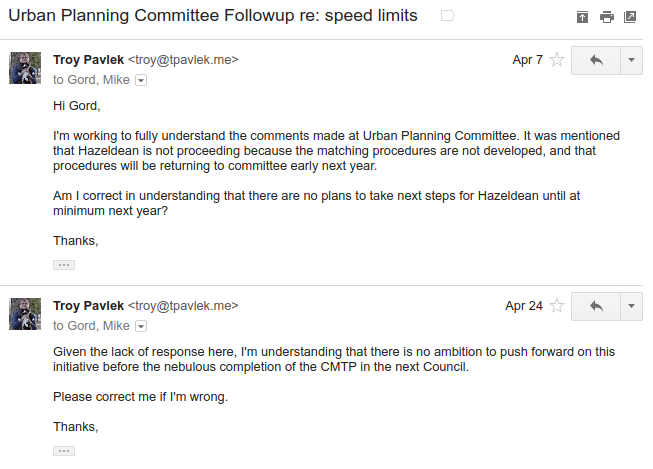 Urban Planning Committee Followup re: speed limits
Troy Pavlek <troy@tpavlek.me>
Apr 7
to Gord, Mike
Hi Gord,
I'm working to fully understand the comments made at Urban Planning Committee. It was mentioned
that Hazeldean is not proceeding because the matching procedures are not developed, and that
procedures will be returning to committee early next year.
Am I correct in understanding that there are no plans to take next steps for Hazeldean until at
minimum next year?
Thanks,
Troy Pavlek <troy@tpavlek.me>
Apr 24
to Gord, Mike
Given the lack of response here, I'm understanding that there is no ambition to push forward on this
initiative before the nebulous completion of the CMTP in the next Council.
Please correct me if I'm wrong.
Thanks,